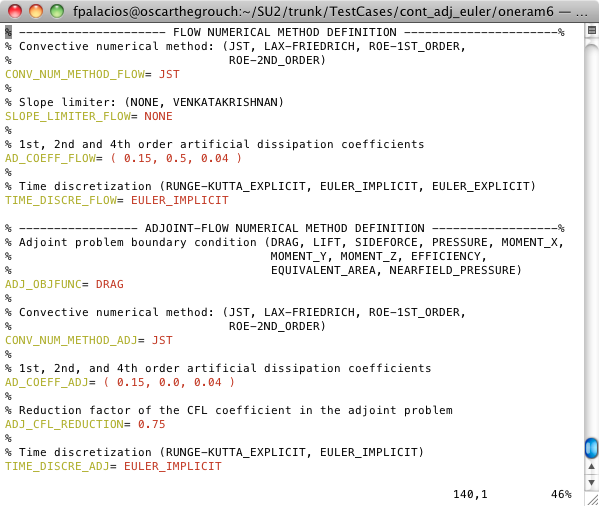 fpalacios@oscarthegrouch:~/SU2/trunk/TestCases/cont_adj_euler/oneram6 — ...
% --------------------- FLOW NUMERICAL METHOD DEFINITION ----------------------%
% Convective numerical method: (JST, LAX-FRIEDRICH, ROE-1ST_ORDER,
%                               ROE-2ND_ORDER)
CONV_NUM_METHOD_FLOW= JST
%
% Slope limiter: (NONE, VENKATAKRISHNAN)
SLOPE_LIMITER_FLOW= NONE
%
% 1st, 2nd and 4th order artificial dissipation coefficients
AD_COEFF_FLOW= ( 0.15, 0.5, 0.04 )
%
% Time discretization (RUNGE-KUTTA_EXPLICIT, EULER_IMPLICIT, EULER_EXPLICIT)
TIME_DISCRE_FLOW= EULER_IMPLICIT

% ----------------- ADJOINT-FLOW NUMERICAL METHOD DEFINITION ------------------%
% Adjoint problem boundary condition (DRAG, LIFT, SIDEFORCE, PRESSURE, MOMENT_X,
%                                     MOMENT_Y, MOMENT_Z, EFFICIENCY,
%                                     EQUIVALENT_AREA, NEARFIELD_PRESSURE)
ADJ_OBJFUNC= DRAG
%
% Convective numerical method: (JST, LAX-FRIEDRICH, ROE-1ST_ORDER,
%                               ROE-2ND_ORDER)
CONV_NUM_METHOD_ADJ= JST
%
% 1st, 2nd, and 4th order artificial dissipation coefficients
AD_COEFF_ADJ= ( 0.15, 0.0, 0.04 )
%
% Reduction factor of the CFL coefficient in the adjoint problem
ADJ_CFL_REDUCTION= 0.75
%
% Time discretization (RUNGE-KUTTA_EXPLICIT, EULER_IMPLICIT)
TIME_DISCRE_ADJ= EULER_IMPLICIT
140,1         46%